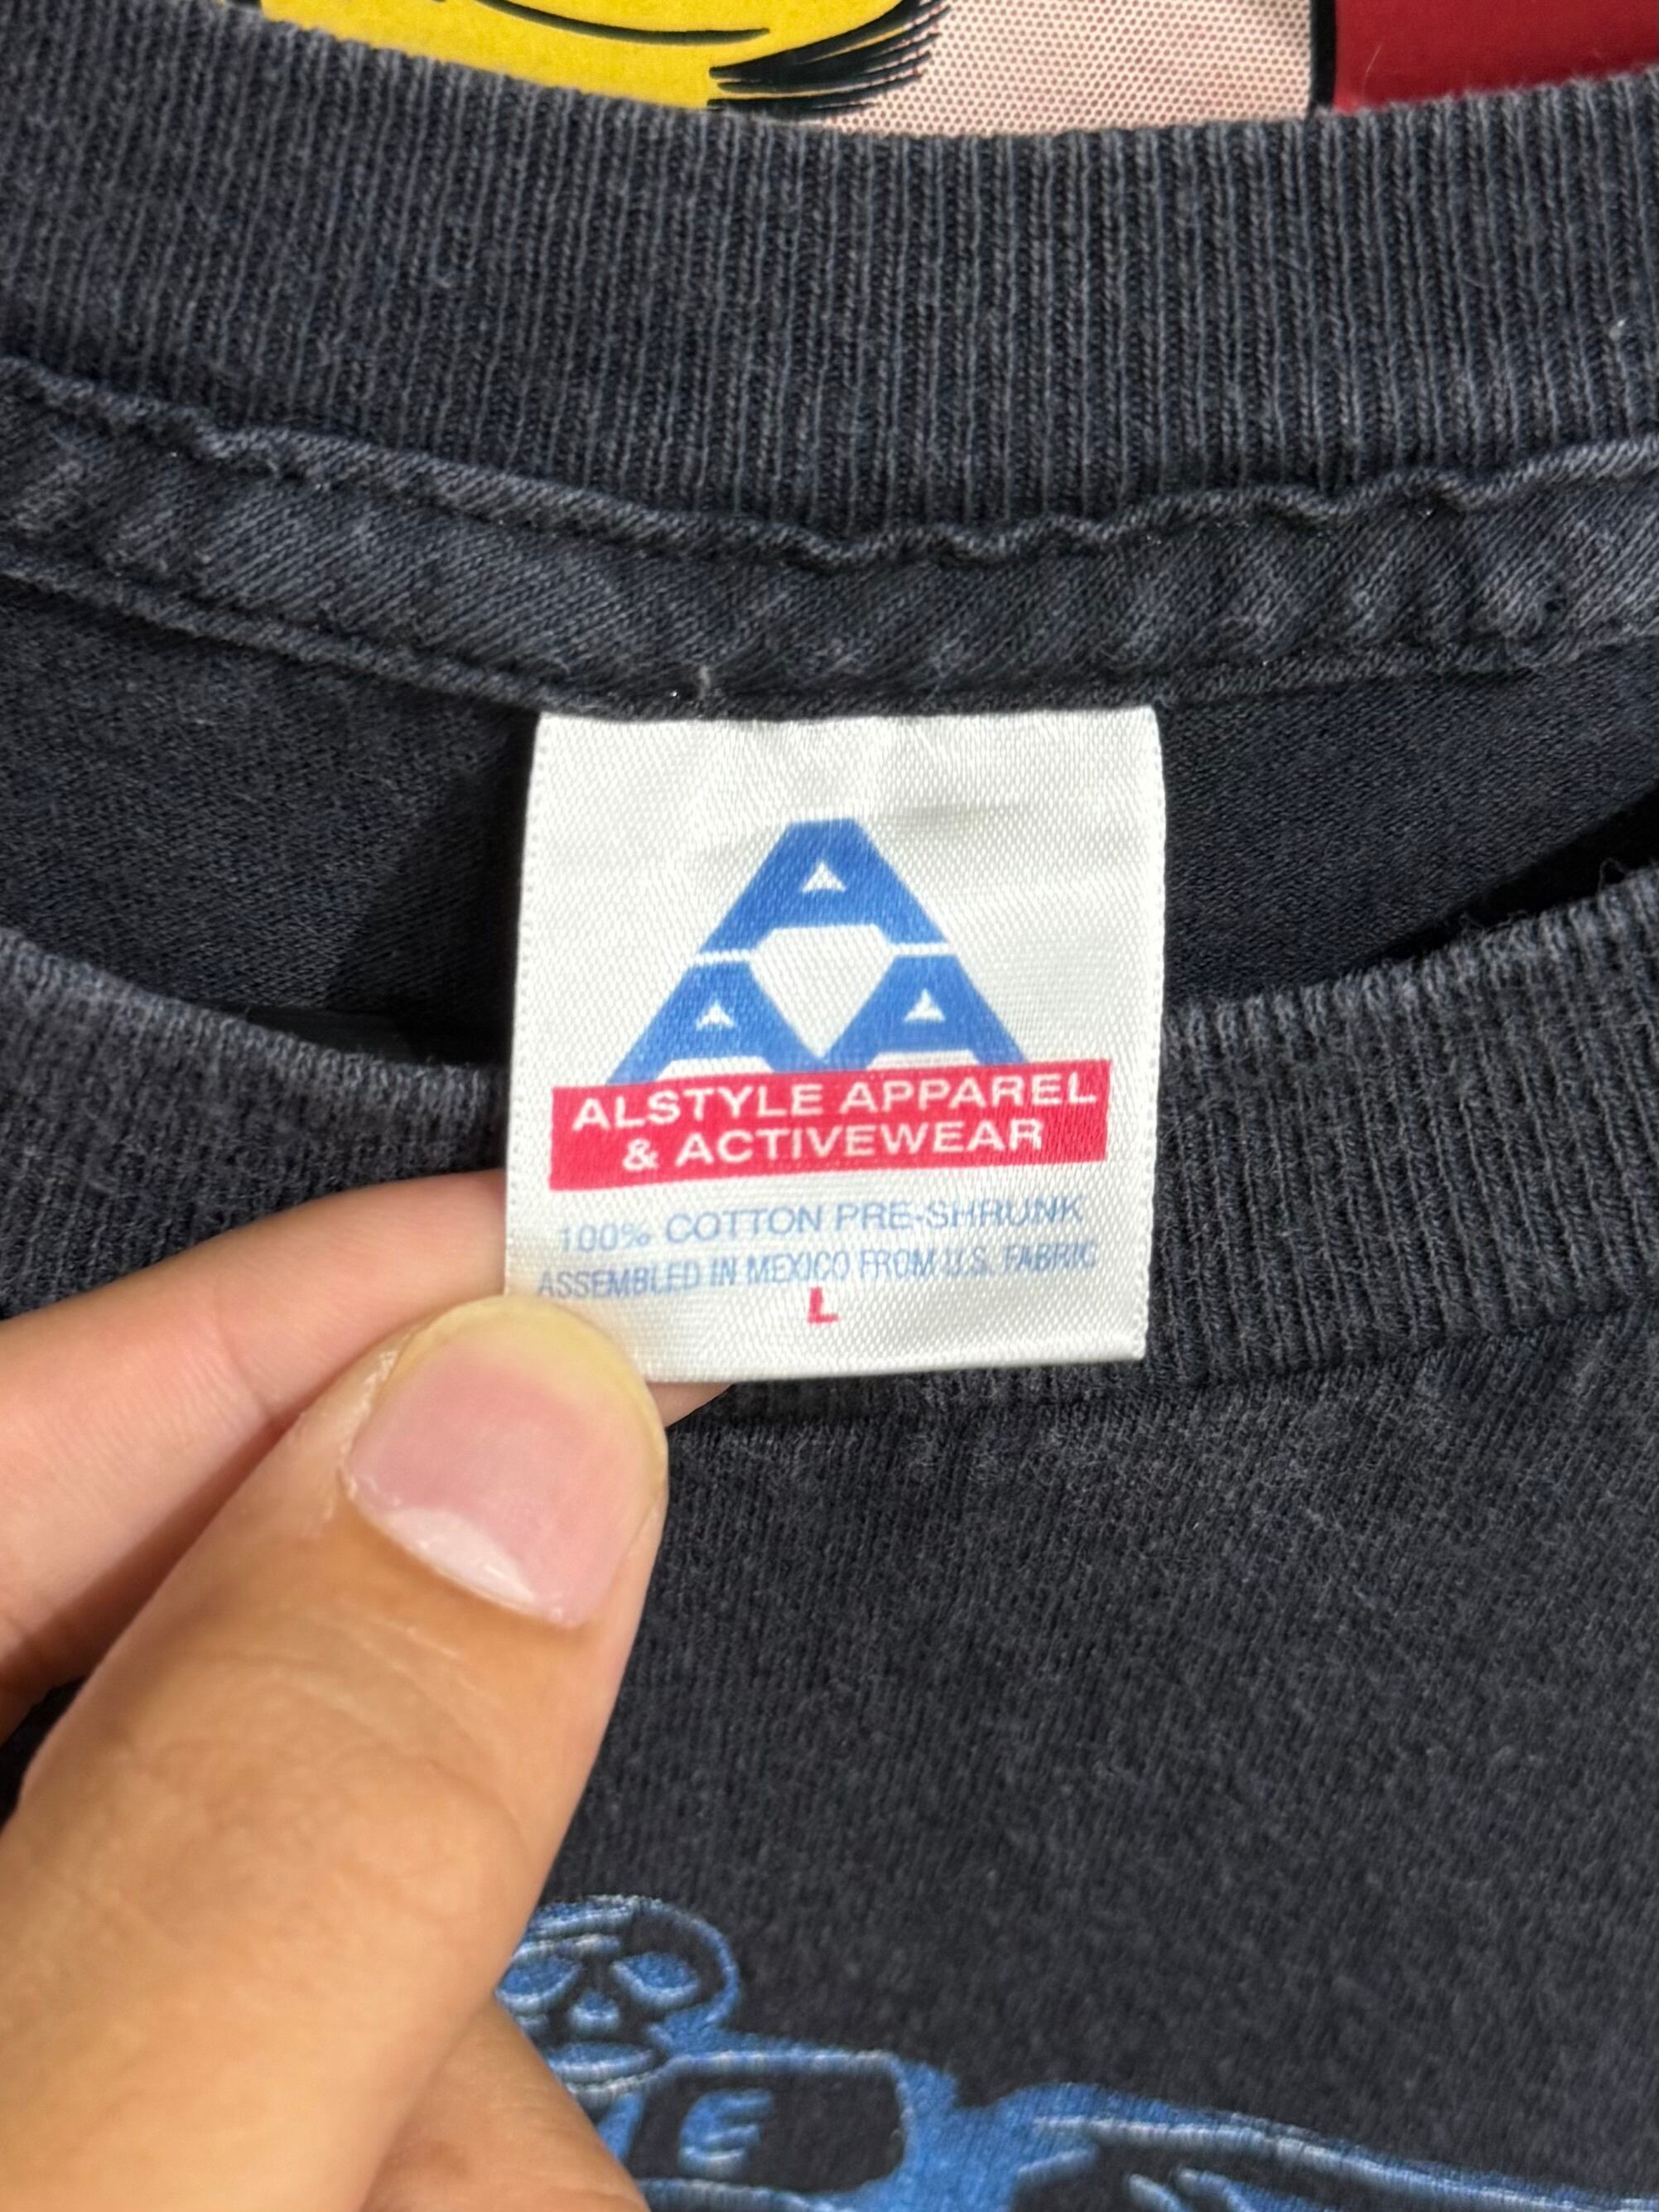 A
A A
ALSTYLE APPAREL
& ACTIVEWEAR
100% COTTON PRE-SHRUNK
ASSEMBLED IN MEXICO FROM U.S. FABRIC
L